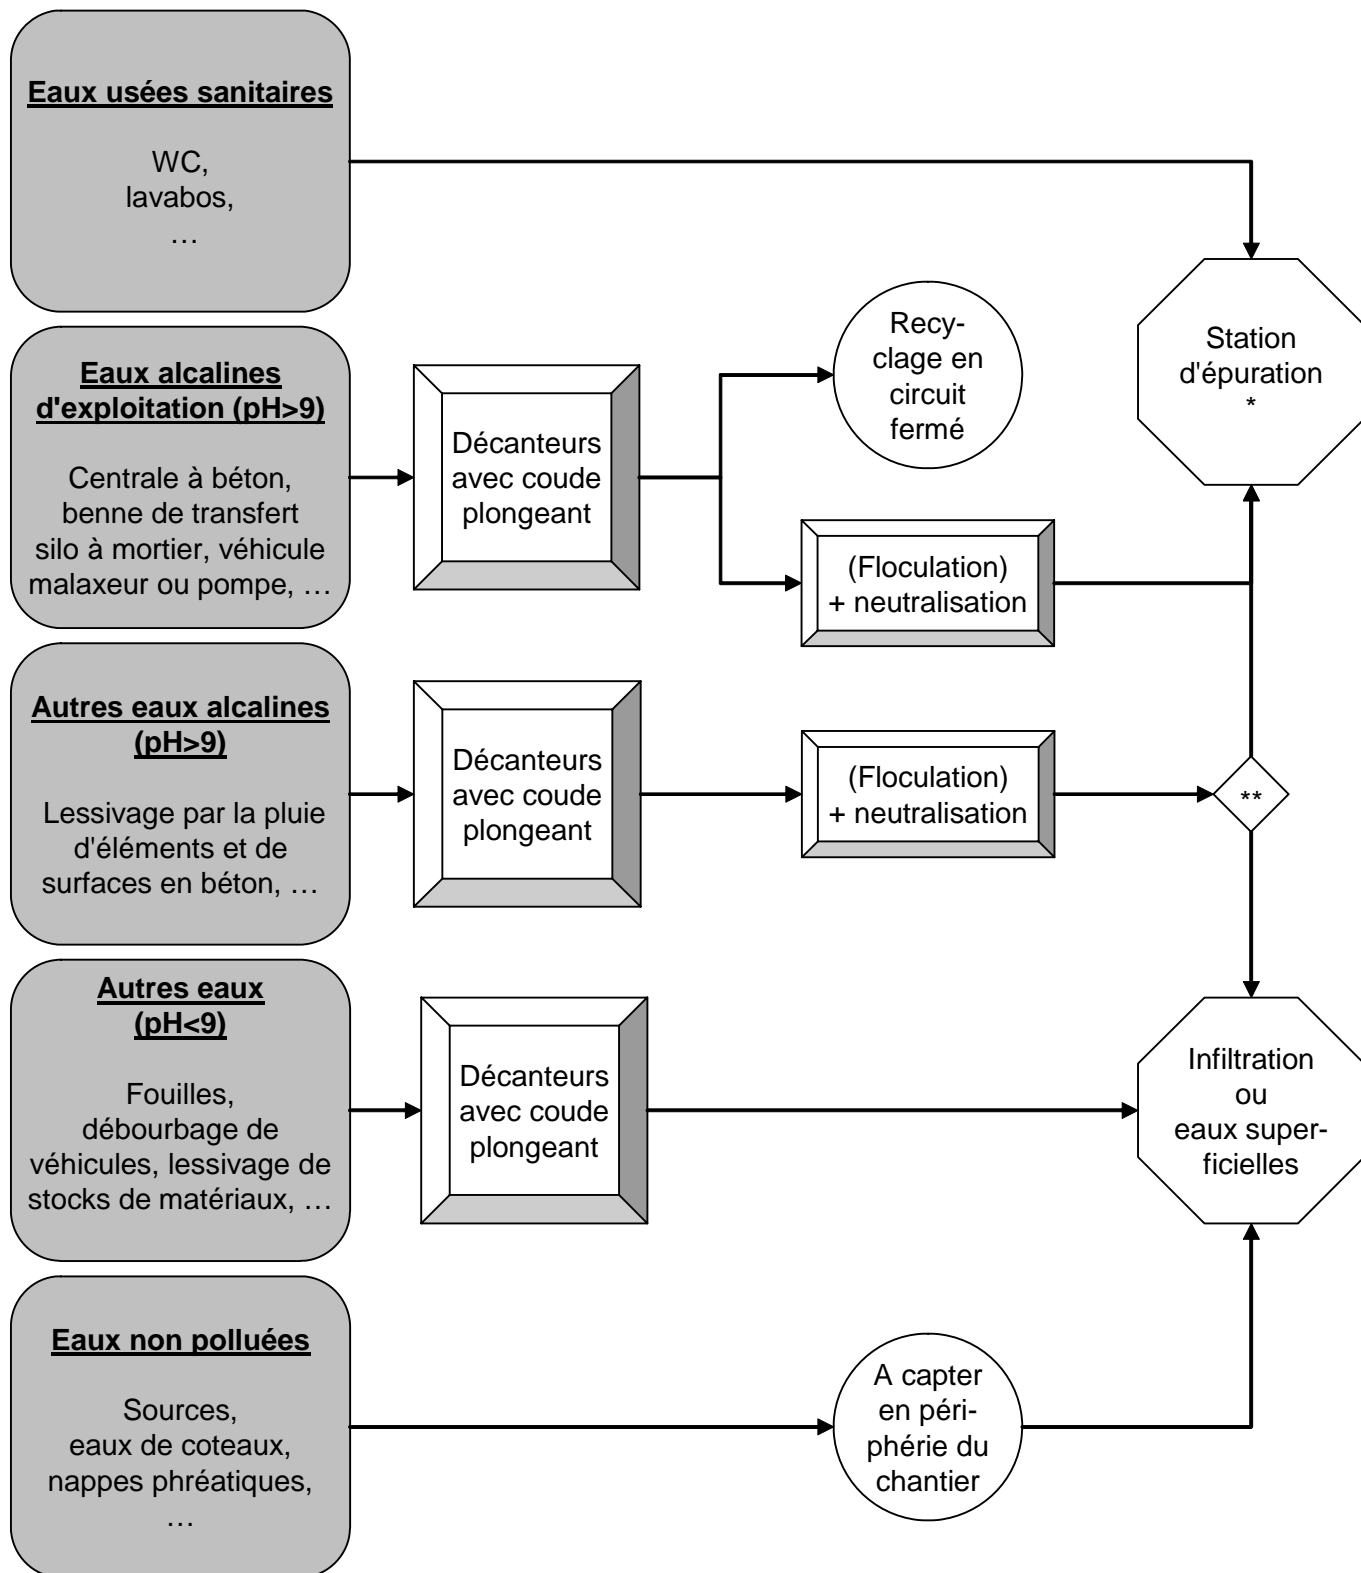 Eaux usées sanitaires
WC,
lavabos,
…
Eaux alcalines
d'exploitation (pH>9)
Centrale à béton,
benne de transfert
silo à mortier, véhicule
malaxeur ou pompe, …
Décanteurs
avec coude
plongeant
Recy-
clage en
circuit
fermé
(Floculation)
+ neutralisation
Station
d'épuration
*
Autres eaux alcalines
(pH>9)
Lessivage par la pluie
d'éléments et de
surfaces en béton, …
Décanteurs
avec coude
plongeant
(Floculation)
+ neutralisation
**
Autres eaux
(pH<9)
Fouilles,
débourbage de
véhicules, lessivage de
stocks de matériaux, …
Décanteurs
avec coude
plongeant
Infiltration
ou
eaux super-
ficielles
Eaux non polluées
Sources,
eaux de coteaux,
nappes phréatiques,
…
A capter
en péri-
phérie du
chantier